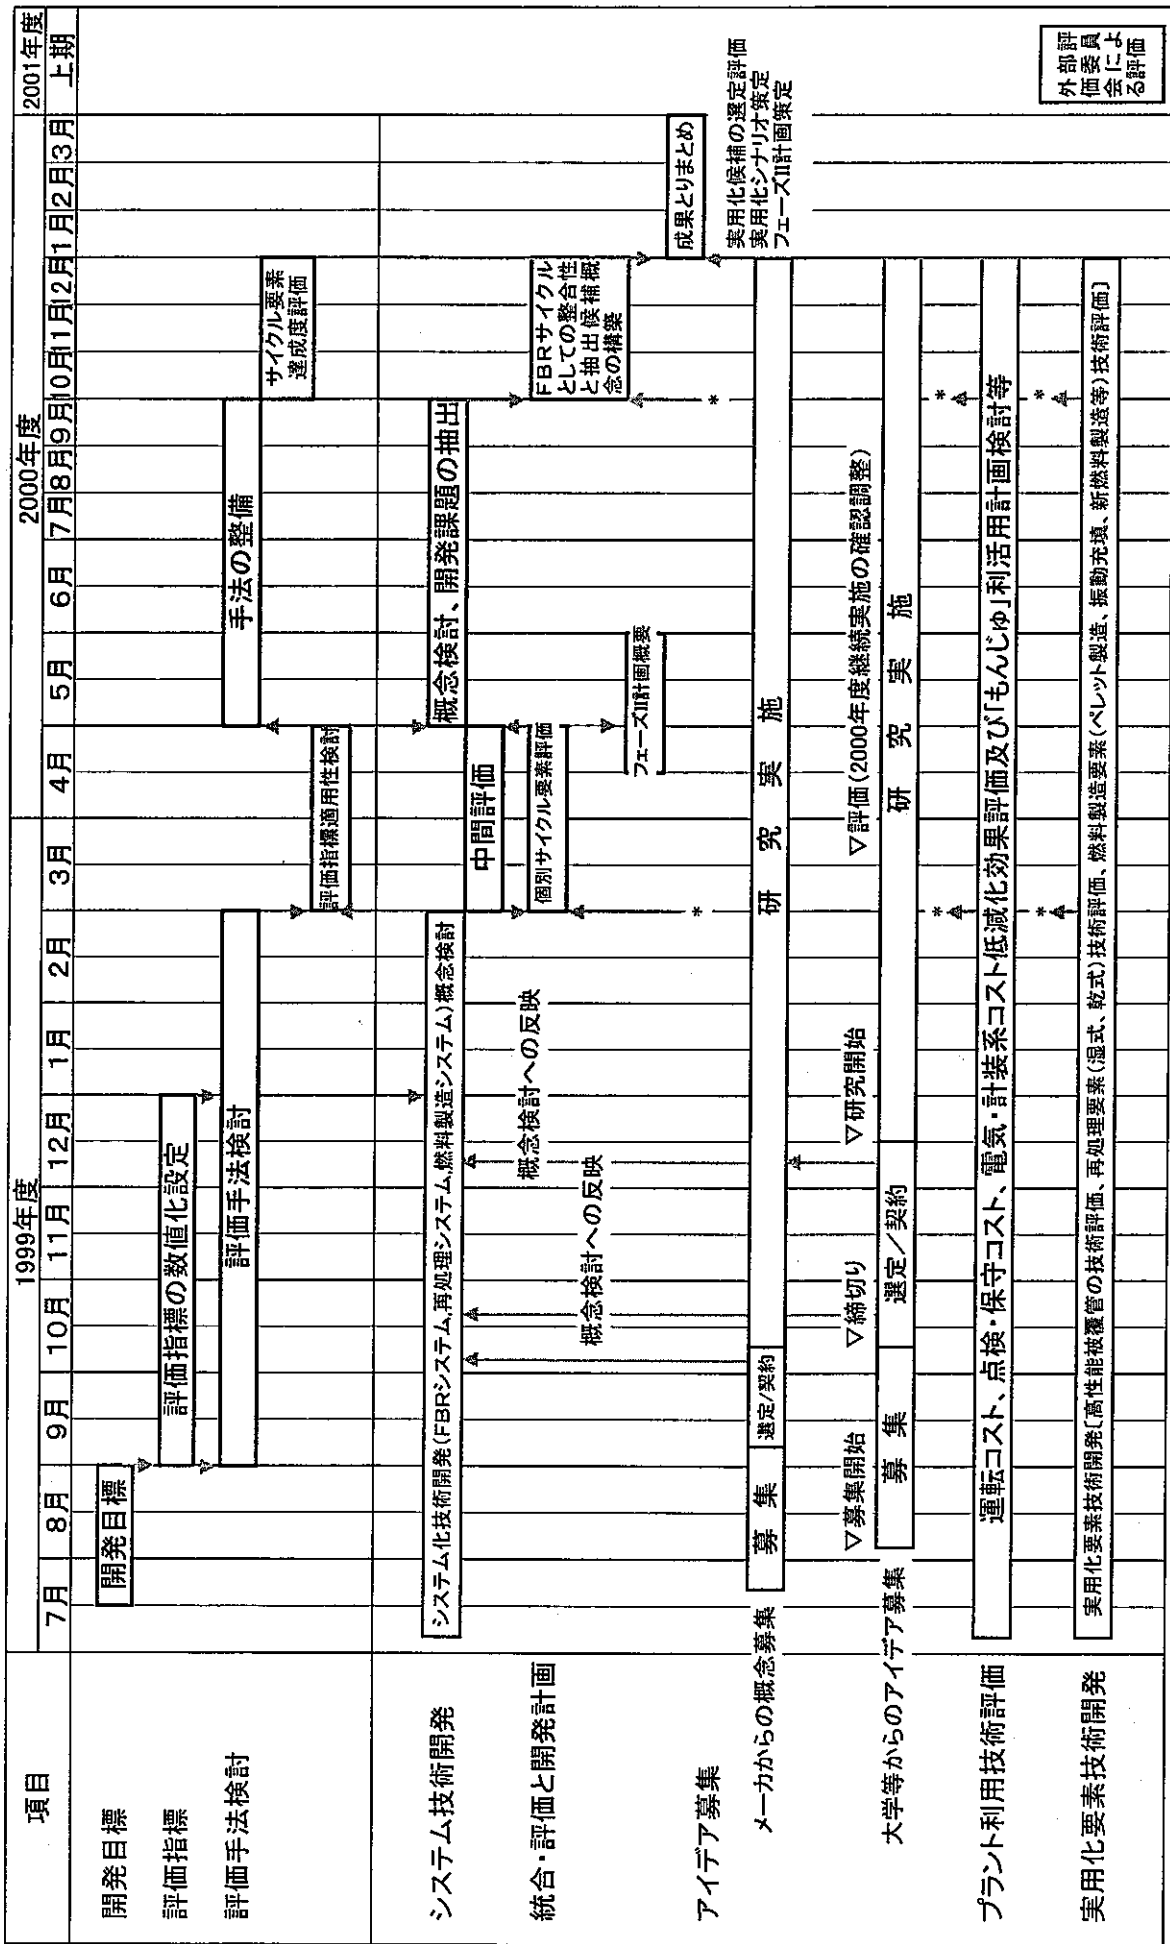 項目
1999年度
2000年度
2001年度
7月
8月
9月
10月
11月
12月
1月
2月
3月
4月
5月
6月
7月
8月
9月
10月
11月
12月
1月
2月
3月
上期
開発目標
開発目標
評価指標
評価指標の数値化設定
評価手法検討
評価手法検討
手法の整備
サイクル要素
達成度評価
評価指標適用性検討
システム技術開発
システム化技術開発(FBRシステム,再処理システム,燃料製造システム)概念検討
概念検討、開発課題の抽出
中間評価
統合・評価と開発計画
概念検討への反映
個別サイクル要素評価
FBRサイクル
としての整合性
と抽出候補概
念の構築
概念検討への反映
フェーズII計画概要
アイデア募集
*
*
成果とりまとめ
実用化候補の選定評価
実用化シナリオ策定
フェーズII計画策定
メーカからの概念募集
募 集
選定/契約
研 究 実 施
▽募集開始
▽締切り
▽研究開始
▽評価(2000年度継続実施の確認調整)
大学等からのアイデア募集
募 集
選定/契約
研 究 実 施
*
*
プラント利用技術評価
運転コスト、点検・保守コスト、電気・計装系コスト低減化効果評価及び「もんじゅ」利活用計画検討等
*
*
実用化要素技術開発
実用化要素技術開発[高性能被覆管の技術評価、再処理要素(湿式、乾式)技術評価、燃料製造要素(ペレット製造、振動充填、新燃料製造等)技術評価]
外部評
価委員
会によ
る評価